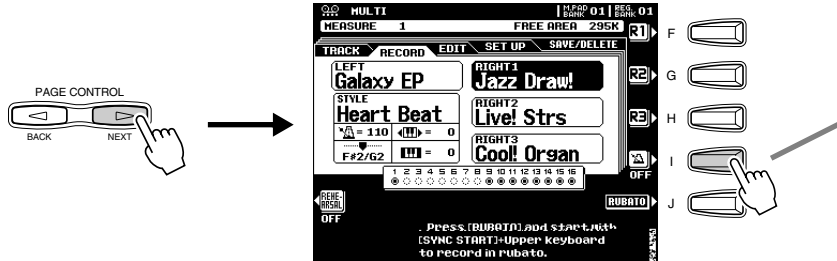 PAGE CONTROL
BACK NEXT
MULTI M.PAD BANK 01 REG. BANK 01
MEASURE 1 FREE AREA 295K
TRACK RECORD EDIT SET UP SAVE/DELETE
LEFT
Galaxy EP
RIGHT1
Jazz Draw!
STYLE
Heart Beat
RIGHT2
Live! Strs
= 110 = 0
F#2/G2 = 0
RIGHT3
Cool! Organ
1 2 3 4 5 6 7 8 9 10 11 12 13 14 15 16
R1 F
R2 G
R3 H
I
OFF
REHE-
ARSAL
OFF
RUBATO J
Press [RUBATO] and start with
[SYNC START]+Upper keyboard
to record in rubato.